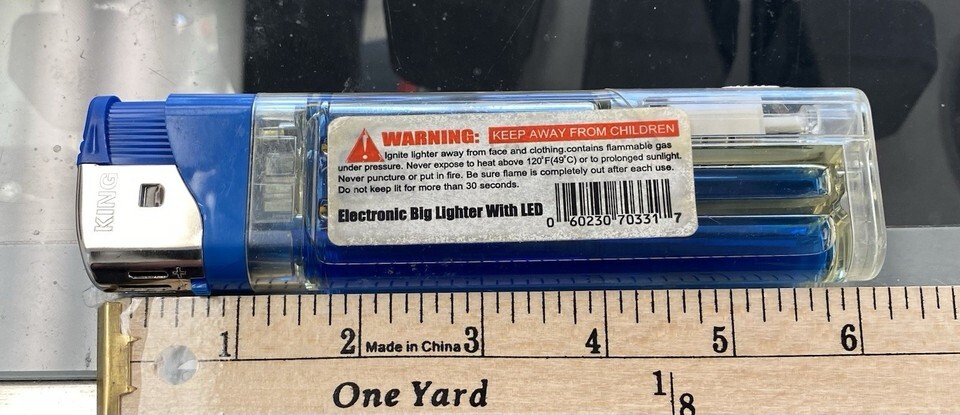 KING
WARNING: KEEP AWAY FROM CHILDREN
Ignite lighter away from face and clothing.contains flammable gas
under pressure. Never expose to heat above 120°F(49°C) or to prolonged sunlight.
Never puncture or put in fire. Be sure flame is completely out after each use.
Do not keep lit for more than 30 seconds.
Electronic Big Lighter With LED
0 60230 70331 7
+
1 2 Made in China 3 4 5 6
One Yard 1/8